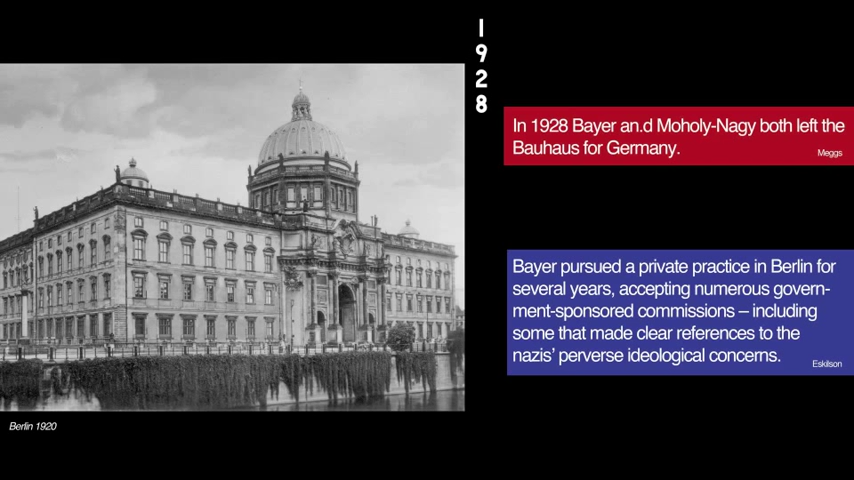 1
9
2
8
In 1928 Bayer an.d Moholy-Nagy both left the
Bauhaus for Germany.
Meggs
Bayer pursued a private practice in Berlin for
several years, accepting numerous govern-
ment-sponsored commissions – including
some that made clear references to the
nazis' perverse ideological concerns.
Eskilson
Berlin 1920